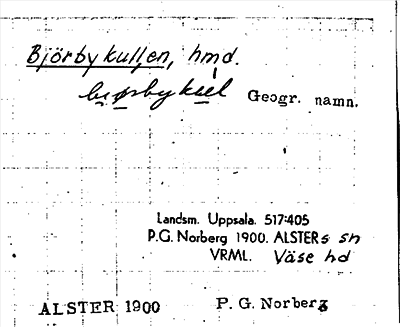 Björbykullen, hmd.
Geogr. namn.
Landsm. Uppsala. 517:405
P.G. Norberg 1900. ALSTERs sn
VRML. Väse hd
ALSTER 1900 P. G. Norberg